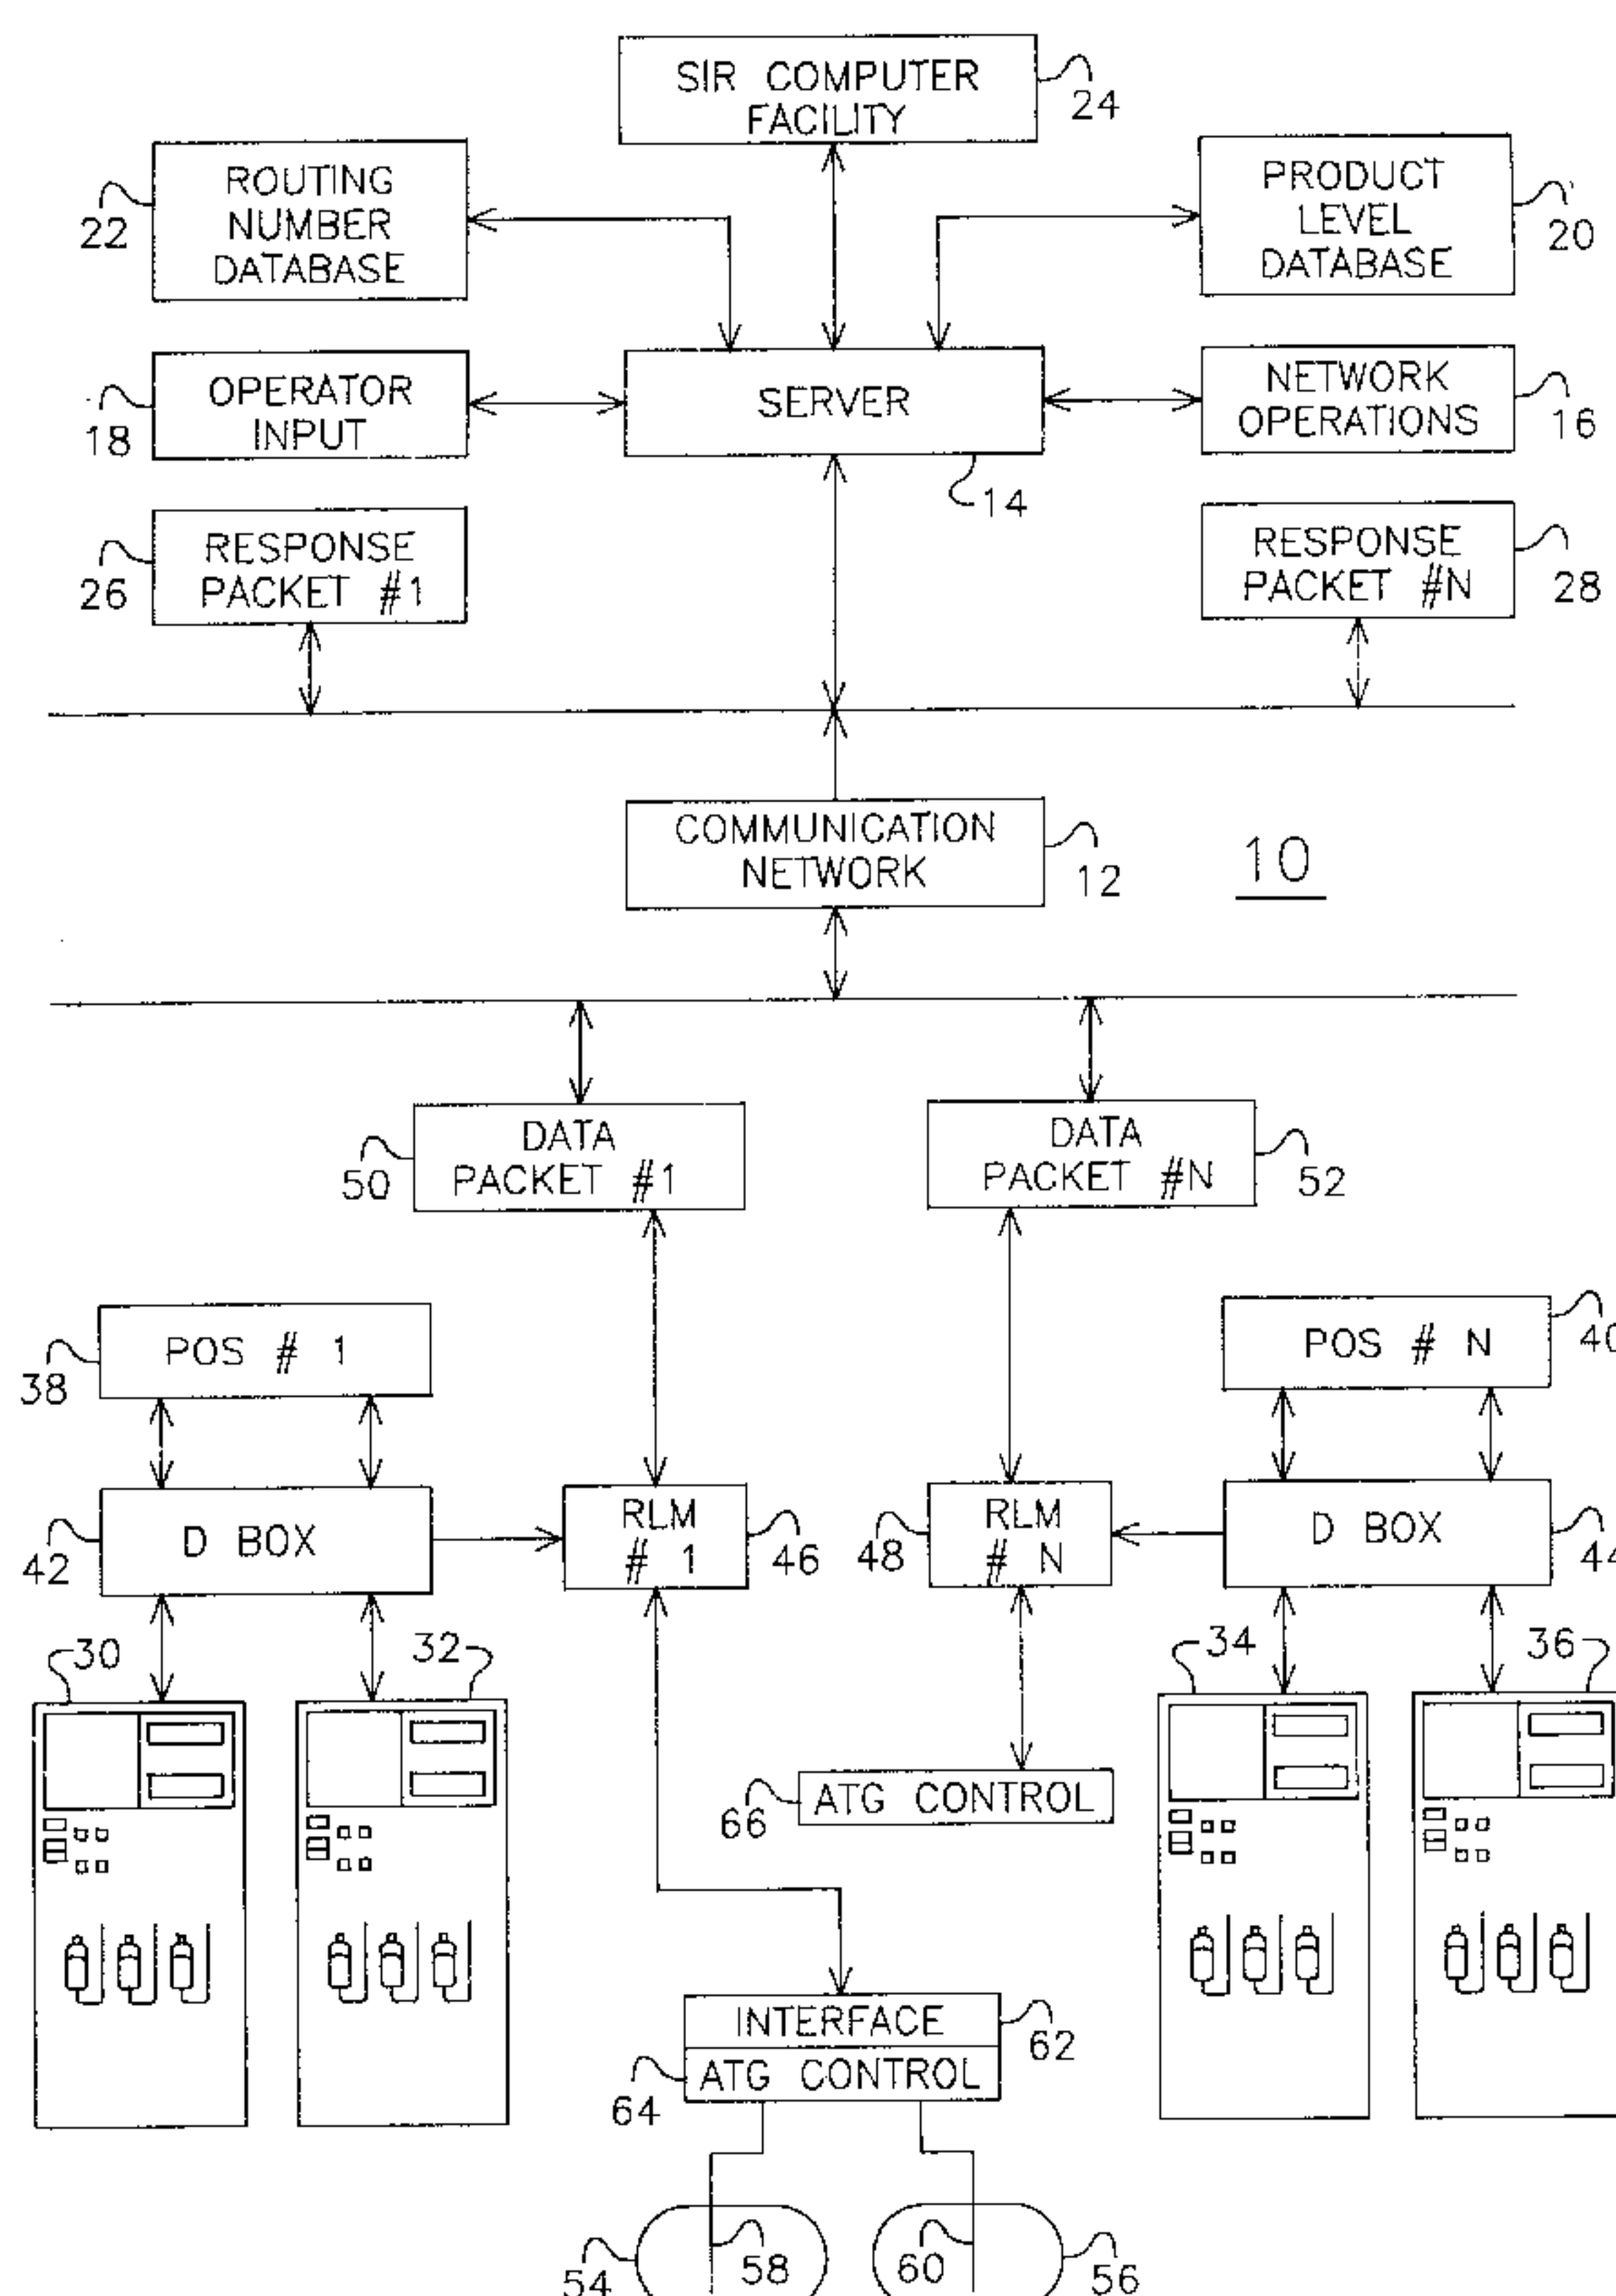 SIR COMPUTER
FACILITY
24
ROUTING
NUMBER
DATABASE
22
PRODUCT
LEVEL
DATABASE
20
OPERATOR
INPUT
18
SERVER
14
NETWORK
OPERATIONS
16
RESPONSE
PACKET #1
26
RESPONSE
PACKET #N
28
COMMUNICATION
NETWORK
12
10
DATA
PACKET #1
50
DATA
PACKET #N
52
POS # 1
38
POS # N
40
D BOX
42
RLM
# 1
46
RLM
# N
48
D BOX
44
30
32
34
36
ATG CONTROL
66
INTERFACE
62
ATG CONTROL
64
54
58
60
56